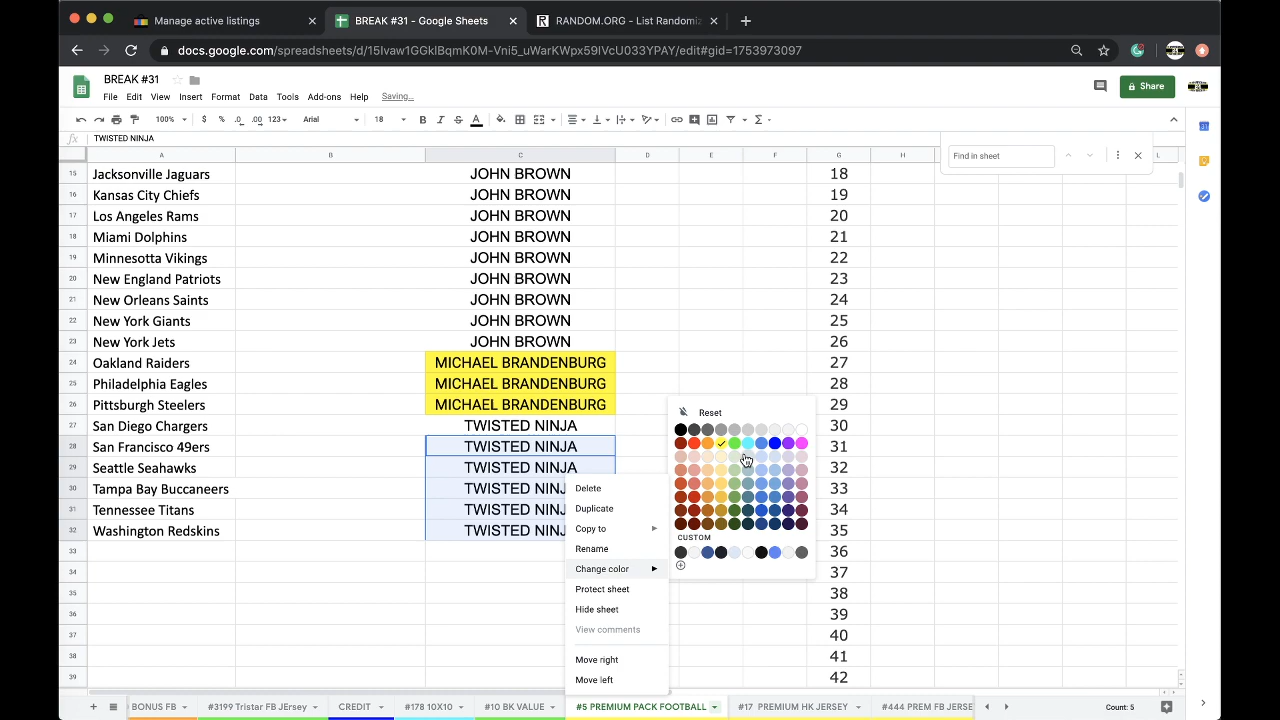 Manage active listings
BREAK #31 - Google Sheets
RANDOM.ORG - List Randomiz
docs.google.com/spreadsheets/d/15Ivaw1GGklBqmK0M-Vni5_uWarKWpx59IVcU033YPAY/edit#gid=1753973097
BREAK #31
File Edit View Insert Format Data Tools Add-ons Help Saving...
Share
100% $ % .0 .00 123 Arial 18 B I S A
fx TWISTED NINJA
Find in sheet
A B C D E F G H L
15 Jacksonville Jaguars JOHN BROWN 18
16 Kansas City Chiefs JOHN BROWN 19
17 Los Angeles Rams JOHN BROWN 20
18 Miami Dolphins JOHN BROWN 21
19 Minnesotta Vikings JOHN BROWN 22
20 New England Patriots JOHN BROWN 23
21 New Orleans Saints JOHN BROWN 24
22 New York Giants JOHN BROWN 25
23 New York Jets JOHN BROWN 26
24 Oakland Raiders MICHAEL BRANDENBURG 27
25 Philadelphia Eagles MICHAEL BRANDENBURG 28
26 Pittsburgh Steelers MICHAEL BRANDENBURG 29
27 San Diego Chargers TWISTED NINJA 30
28 San Francisco 49ers TWISTED NINJA 31
29 Seattle Seahawks TWISTED NINJA 32
30 Tampa Bay Buccaneers TWISTED NINJ 33
31 Tennessee Titans TWISTED NINJ 34
32 Washington Redskins TWISTED NINJ 35
33 36
34 37
35 38
36 39
37 40
38 41
39 42
Reset
CUSTOM
Delete
Duplicate
Copy to
Rename
Change color
Protect sheet
Hide sheet
View comments
Move right
Move left
BONUS FB #3199 Tristar FB JErsey CREDIT #178 10X10 #10 BK VALUE #5 PREMIUM PACK FOOTBALL #17 PREMIUM HK JERSEY #444 PREM FB JERSE Count: 5